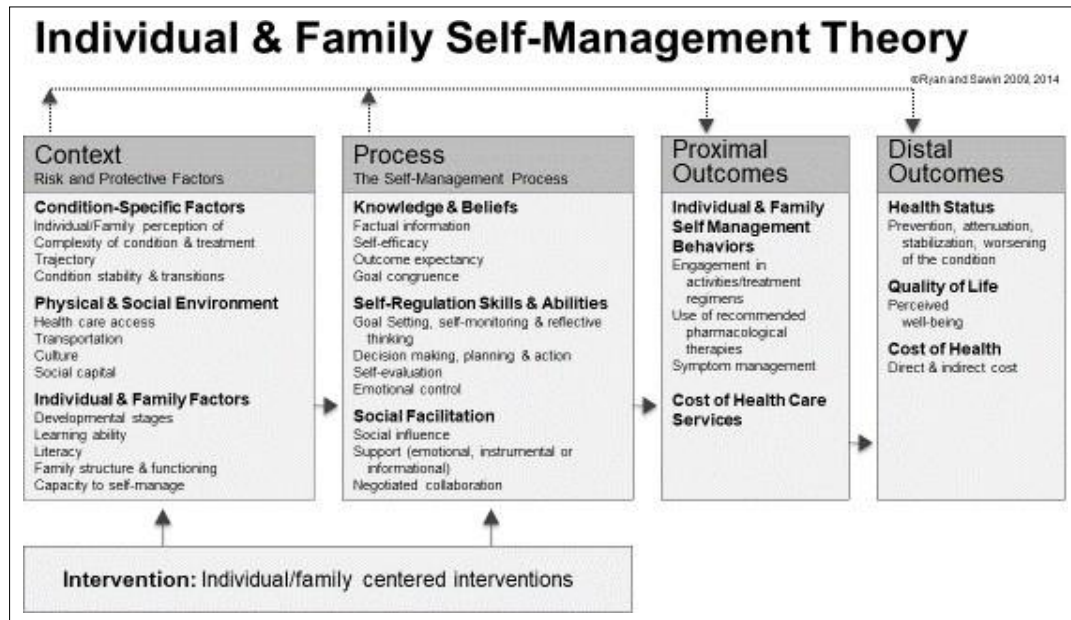 Individual & Family Self-Management Theory
©Ryan and Sawin 2009, 2014
Context
Risk and Protective Factors
Condition-Specific Factors
Individual/Family perception of
Complexity of condition & treatment
Trajectory
Condition stability & transitions
Physical & Social Environment
Health care access
Transportation
Culture
Social capital
Individual & Family Factors
Developmental stages
Learning ability
Literacy
Family structure & functioning
Capacity to self-manage
Process
The Self-Management Process
Knowledge & Beliefs
Factual information
Self-efficacy
Outcome expectancy
Goal congruence
Self-Regulation Skills & Abilities
Goal Setting, self-monitoring & reflective
thinking
Decision making, planning & action
Self-evaluation
Emotional control
Social Facilitation
Social influence
Support (emotional, instrumental or
informational)
Negotiated collaboration
Proximal
Outcomes
Individual & Family
Self Management
Behaviors
Engagement in
activities/treatment
regimens
Use of recommended
pharmacological
therapies
Symptom management
Cost of Health Care
Services
Distal
Outcomes
Health Status
Prevention, attenuation,
stabilization, worsening
of the condition
Quality of Life
Perceived
well-being
Cost of Health
Direct & indirect cost
Intervention: Individual/family centered interventions